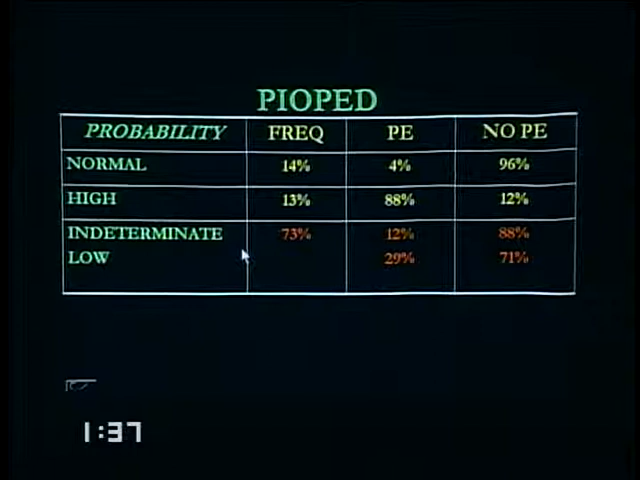 PIOPED
PROBABILITY FREQ PE NO PE
NORMAL 14% 4% 96%
HIGH 13% 88% 12%
INDETERMINATE 73% 12% 88%
LOW 29% 71%
1:37